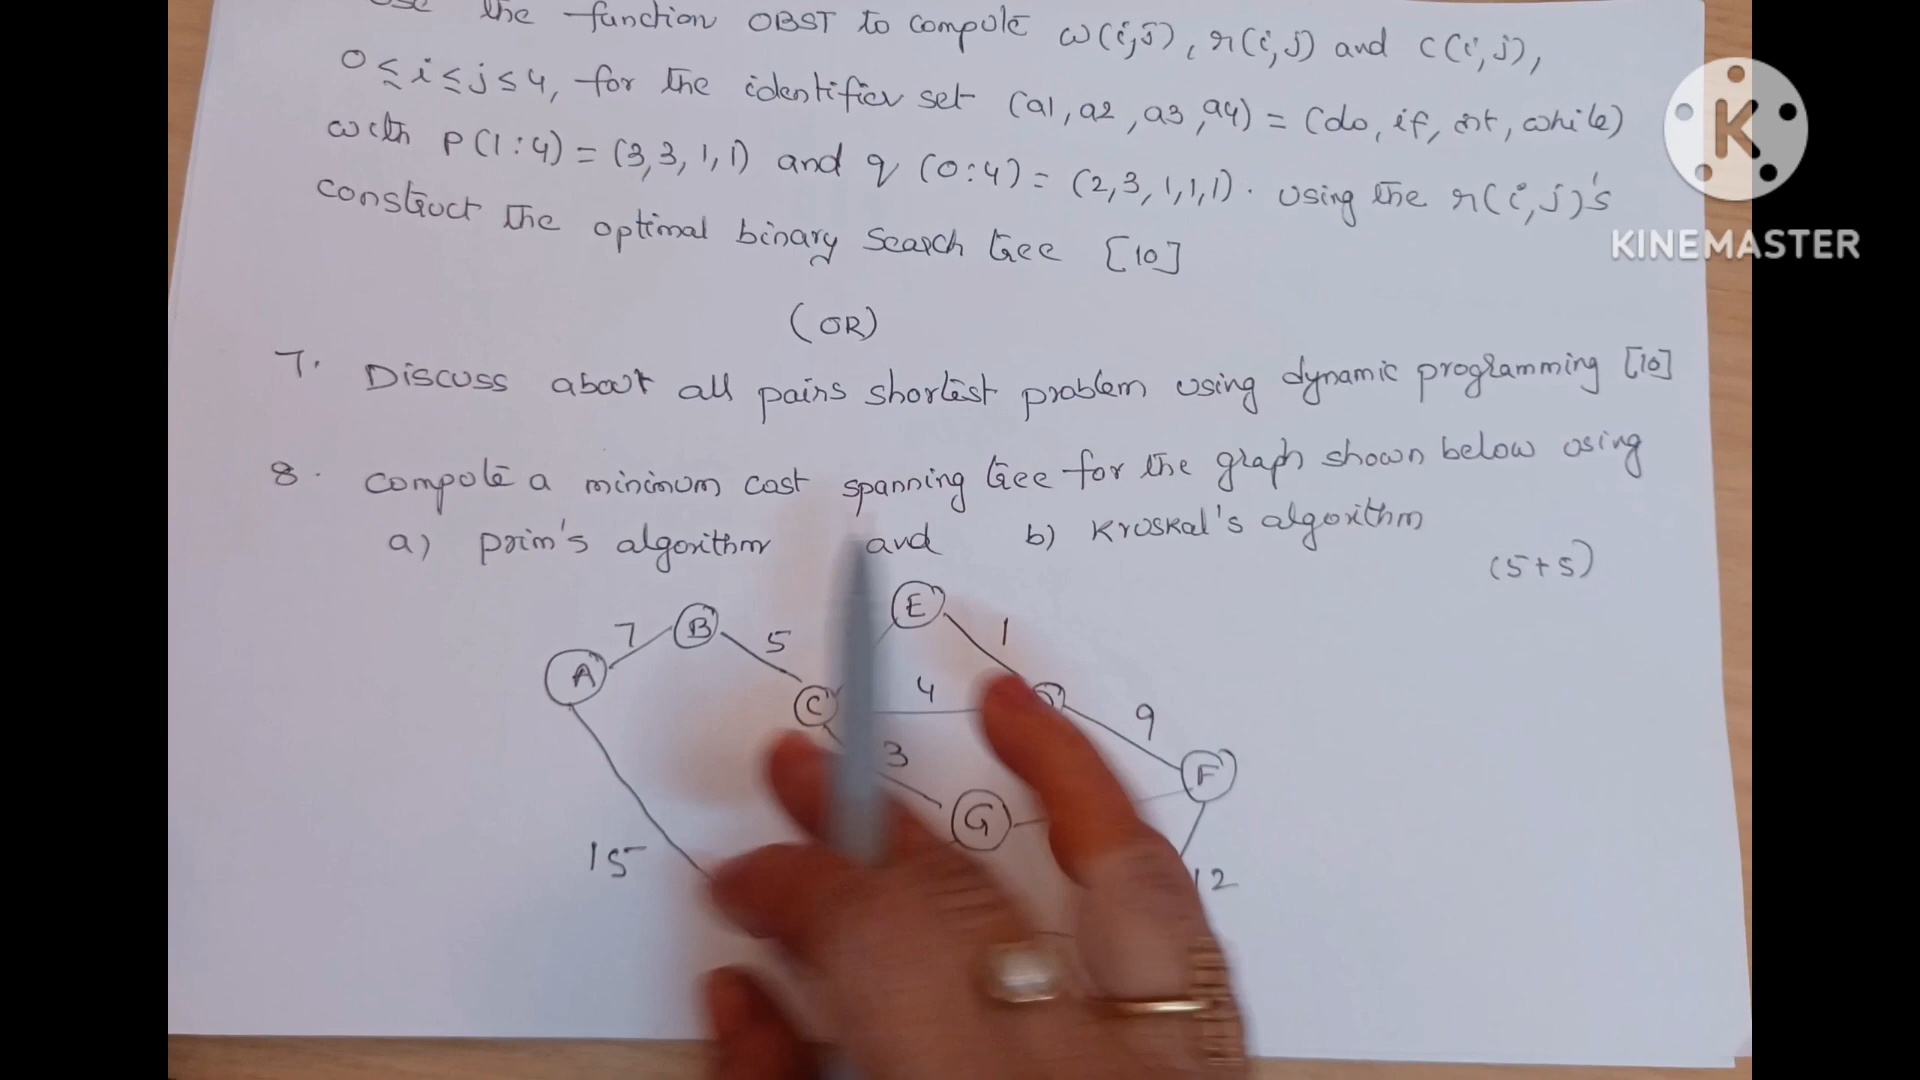 the function OBST to compute w(i,j), r(i,j) and c(i,j),
0 ≤ i ≤ j ≤ 4, for the identifier set (a1, a2, a3, a4) = (do, if, int, while)
with p(1:4) = (3,3,1,1) and q (0:4) = (2,3,1,1,1). using the r(i,j)'s
construct the optimal binary search tree [10]
(OR)
7. Discuss about all pairs shortest problem using dynamic programming [10]
8. compute a minimum cost spanning tree for the graph shown below using
a) prim's algorithm and b) kruskal's algorithm
(5+5)
E
7 B 5 1
A
C 4 9
3 F
G
15 12
K
KINEMASTER